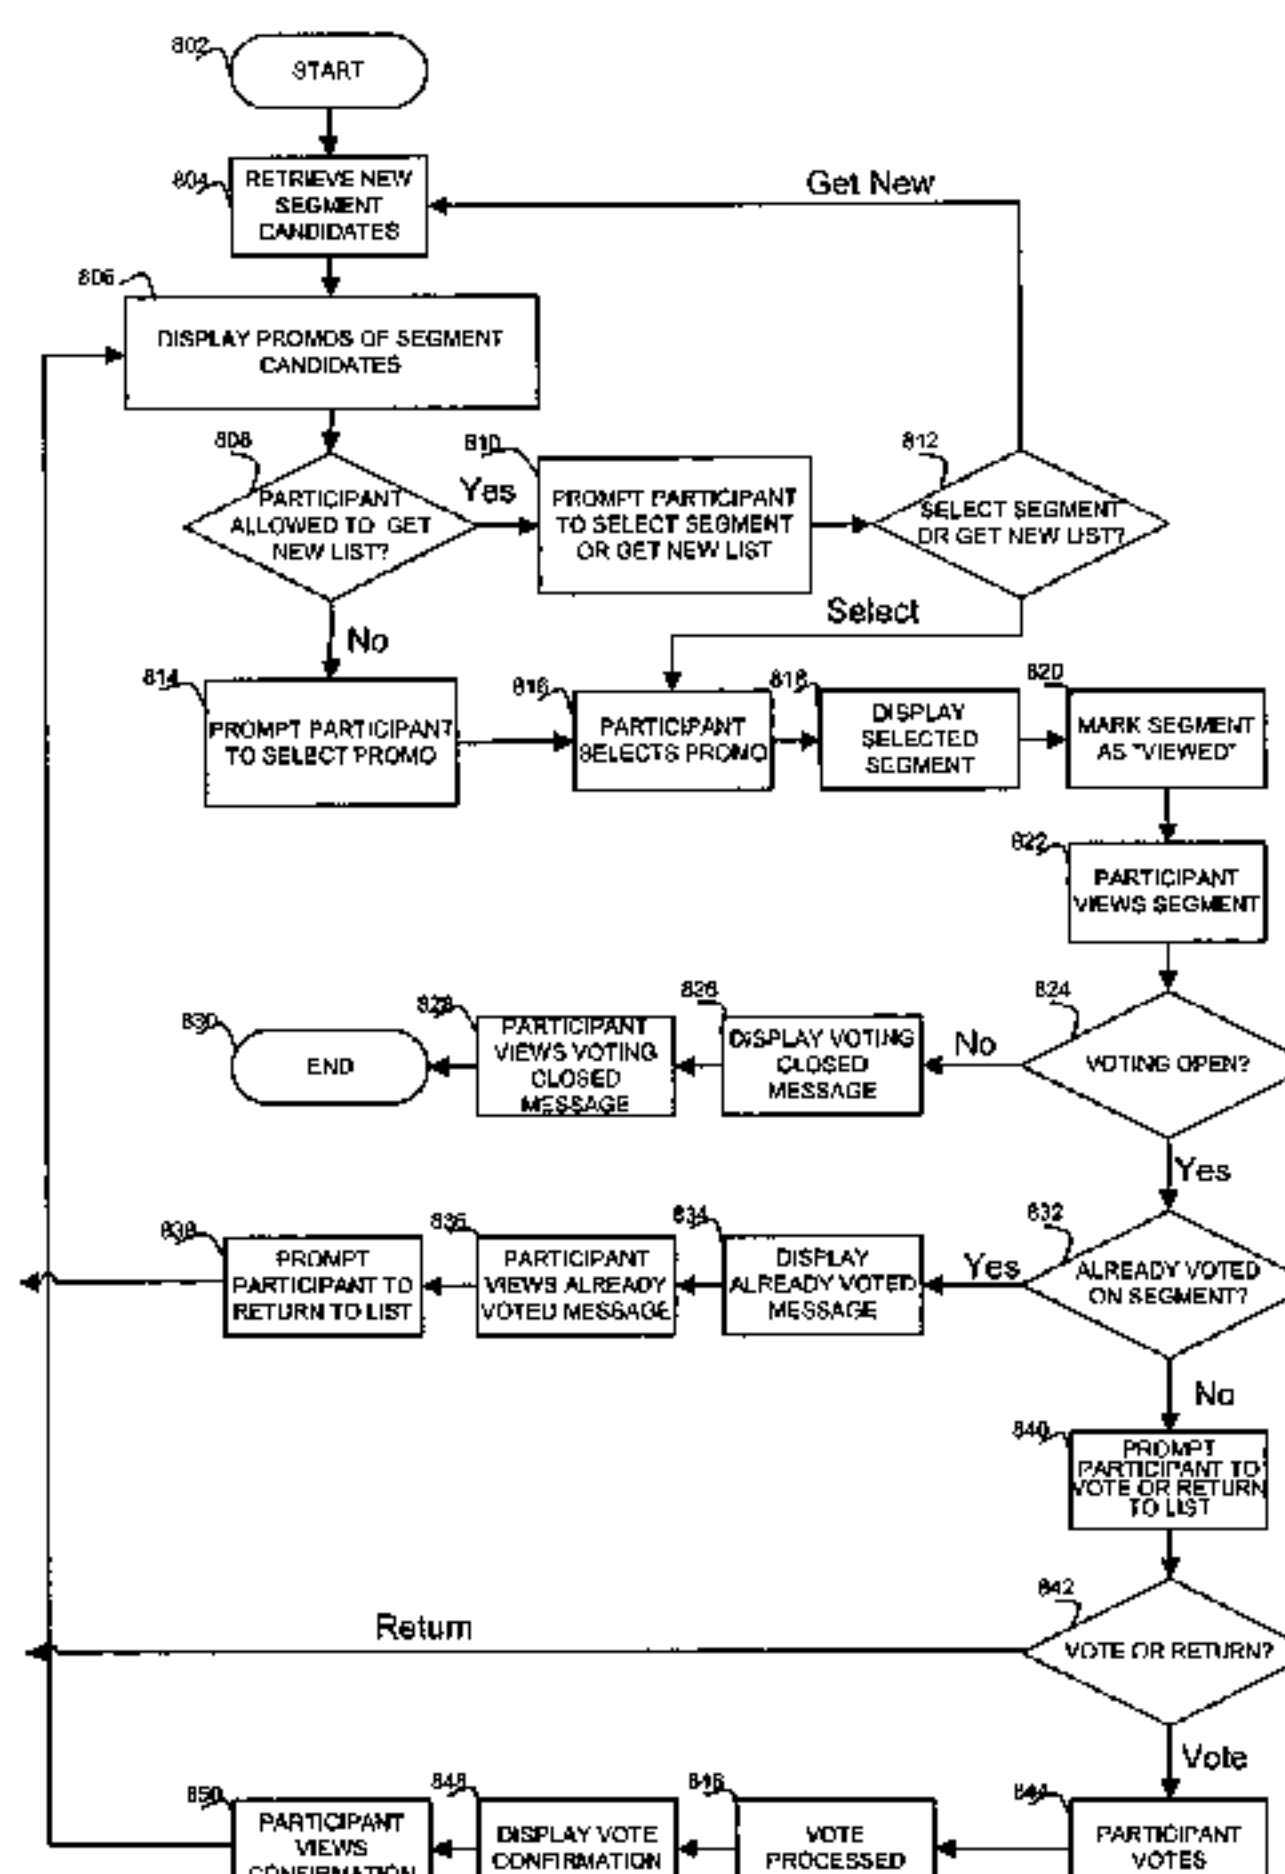 802
START
804
RETRIEVE NEW
SEGMENT
CANDIDATES
Get New
806
DISPLAY PROMOS OF SEGMENT
CANDIDATES
808
PARTICIPANT
ALLOWED TO GET
NEW LIST?
Yes
810
PROMPT PARTICIPANT
TO SELECT SEGMENT
OR GET NEW LIST
812
SELECT SEGMENT
OR GET NEW LIST?
Select
No
814
PROMPT PARTICIPANT
TO SELECT PROMO
816
PARTICIPANT
SELECTS PROMO
818
DISPLAY
SELECTED
SEGMENT
820
MARK SEGMENT
AS "VIEWED"
822
PARTICIPANT
VIEWS SEGMENT
824
VOTING OPEN?
No
826
DISPLAY VOTING
CLOSED
MESSAGE
828
PARTICIPANT
VIEWS VOTING
CLOSED
MESSAGE
830
END
Yes
832
ALREADY VOTED
ON SEGMENT?
Yes
834
DISPLAY
ALREADY VOTED
MESSAGE
836
PARTICIPANT
VIEWS ALREADY
VOTED MESSAGE
838
PROMPT
PARTICIPANT TO
RETURN TO LIST
No
840
PROMPT
PARTICIPANT TO
VOTE OR RETURN
TO LIST
842
VOTE OR RETURN?
Return
Vote
844
PARTICIPANT
VOTES
846
VOTE
PROCESSED
848
DISPLAY VOTE
CONFIRMATION
850
PARTICIPANT
VIEWS
CONFIRMATION